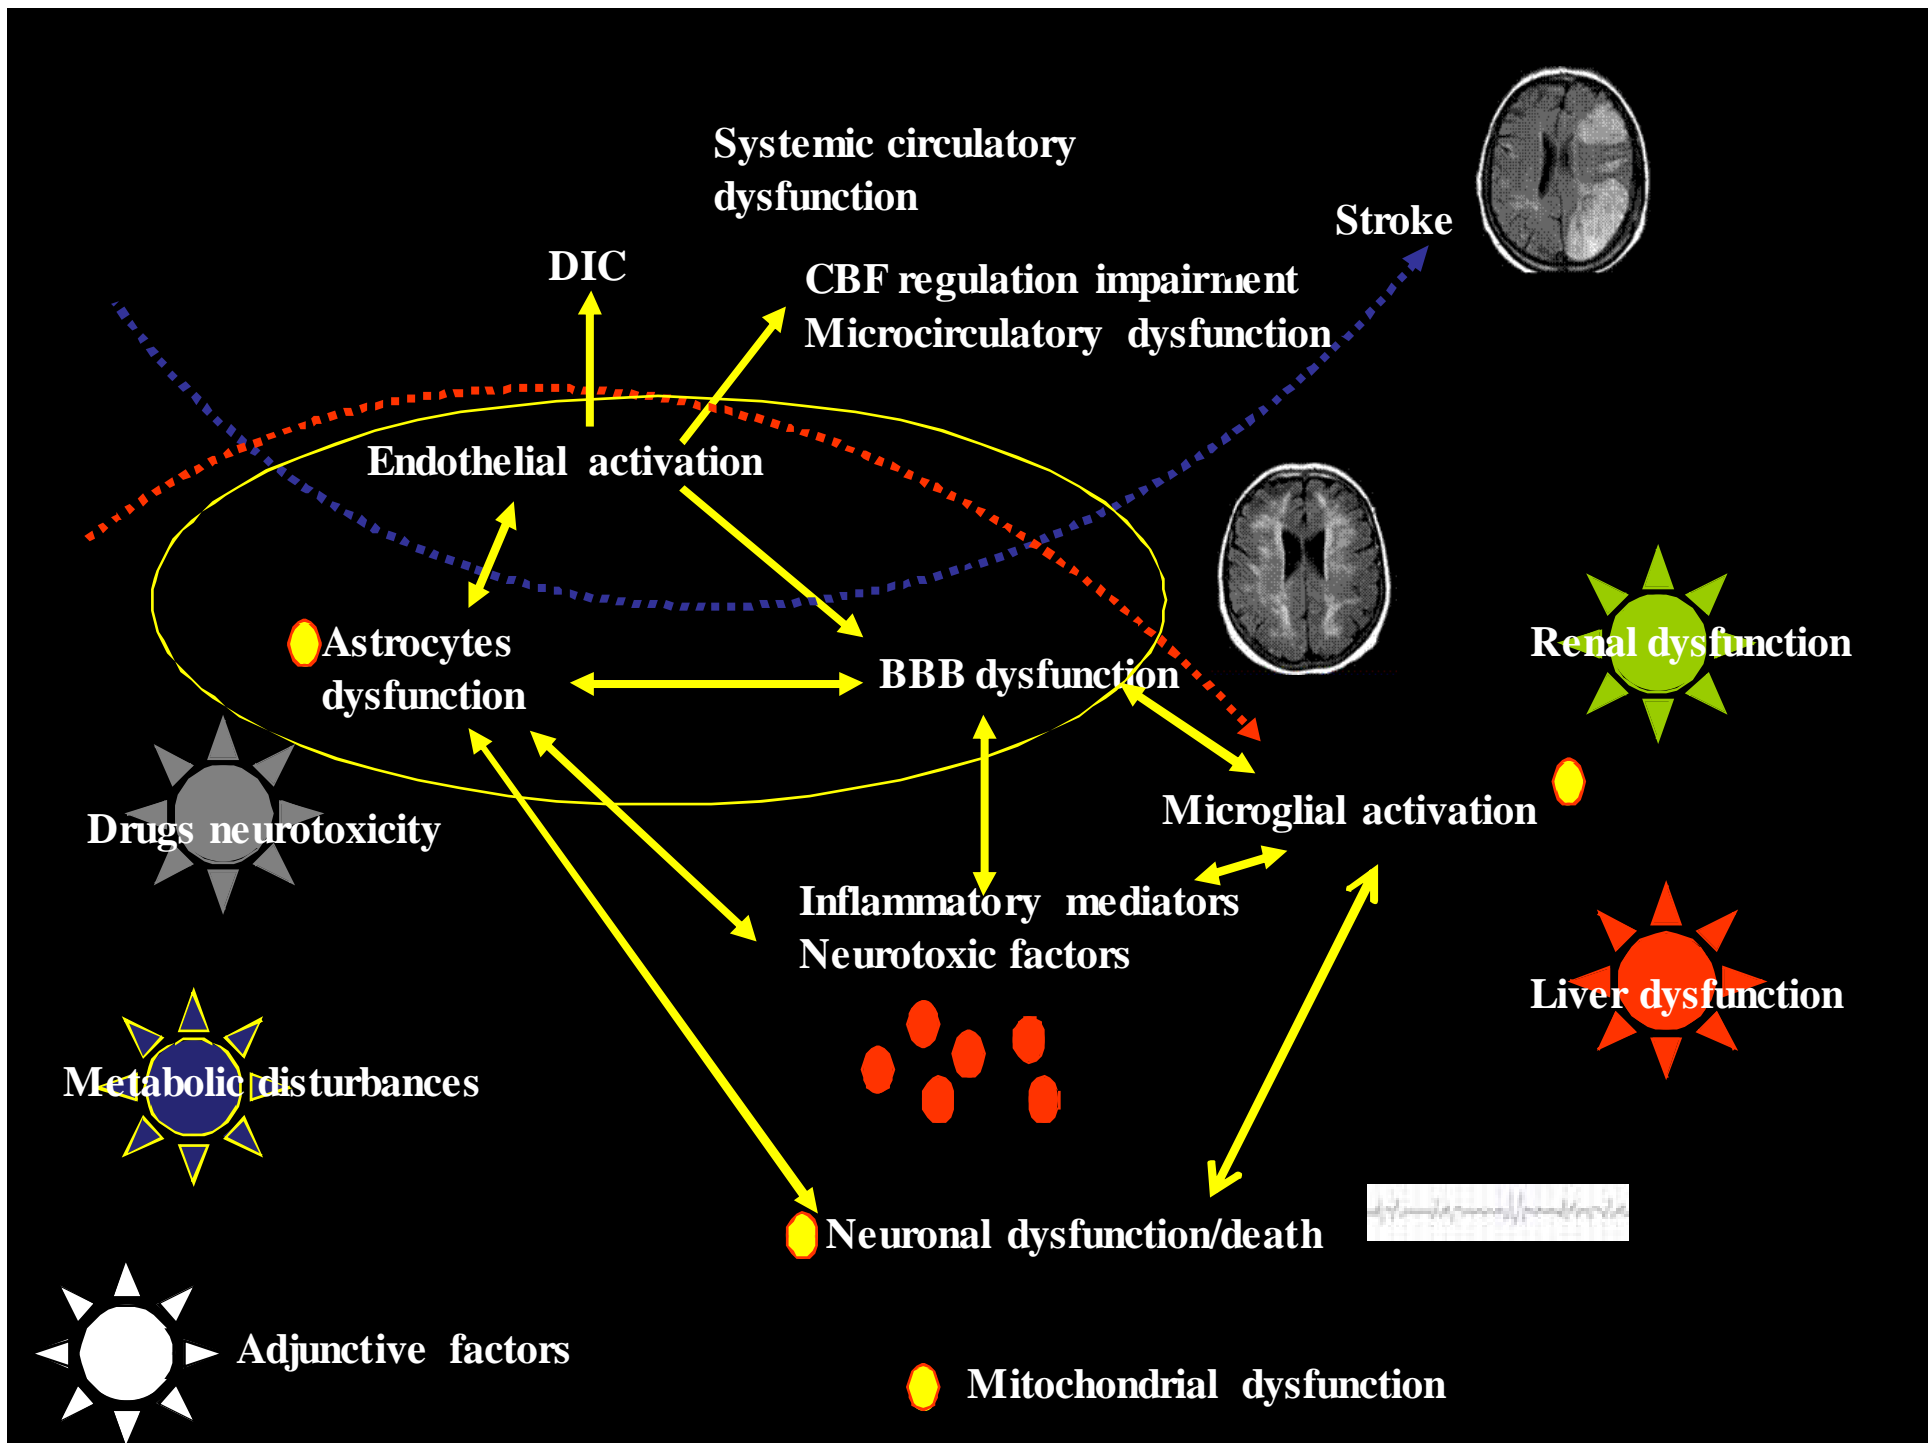 Systemic circulatory
dysfunction
Stroke
DIC
CBF regulation impairment
Microcirculatory dysfunction
Endothelial activation
Astrocytes
dysfunction
BBB dysfunction
Renal dysfunction
Drugs neurotoxicity
Microglial activation
Inflammatory mediators
Neurotoxic factors
Liver dysfunction
Metabolic disturbances
Neuronal dysfunction/death
Adjunctive factors
Mitochondrial dysfunction